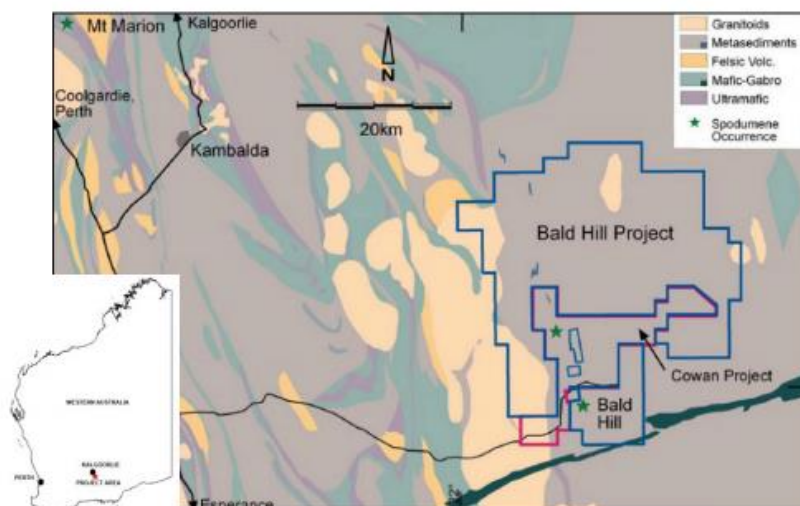 Mt Marion
Kalgoorlie
Granitoids
Metasediments
Felsic Volc.
Mafic-Gabro
Ultramafic
Spodumene
Occurrence
N
20km
Coolgardie,
Perth
Kambalda
Bald Hill Project
Cowan Project
Bald
Hill
WESTERN AUSTRALIA
KALGOORLIE
PROJECT AREA
PERTH
Esperance